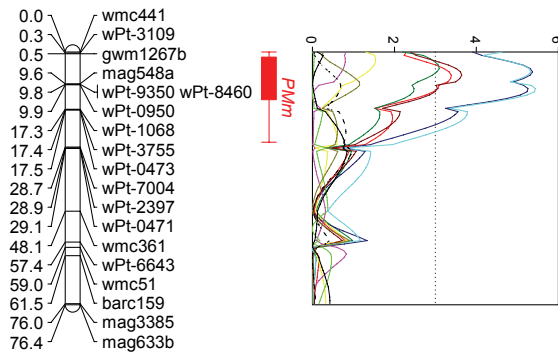 0.0 wmc441
0.3 wPt-3109
0.5 gwm1267b
9.6 mag548a
9.8 wPt-9350 wPt-8460
9.9 wPt-0950
17.3 wPt-1068
17.4 wPt-3755
17.5 wPt-0473
28.7 wPt-7004
28.9 wPt-2397
29.1 wPt-0471
48.1 wmc361
57.4 wPt-6643
59.0 wmc51
61.5 barc159
76.0 mag3385
76.4 mag633b
PMm
0 2 4 6